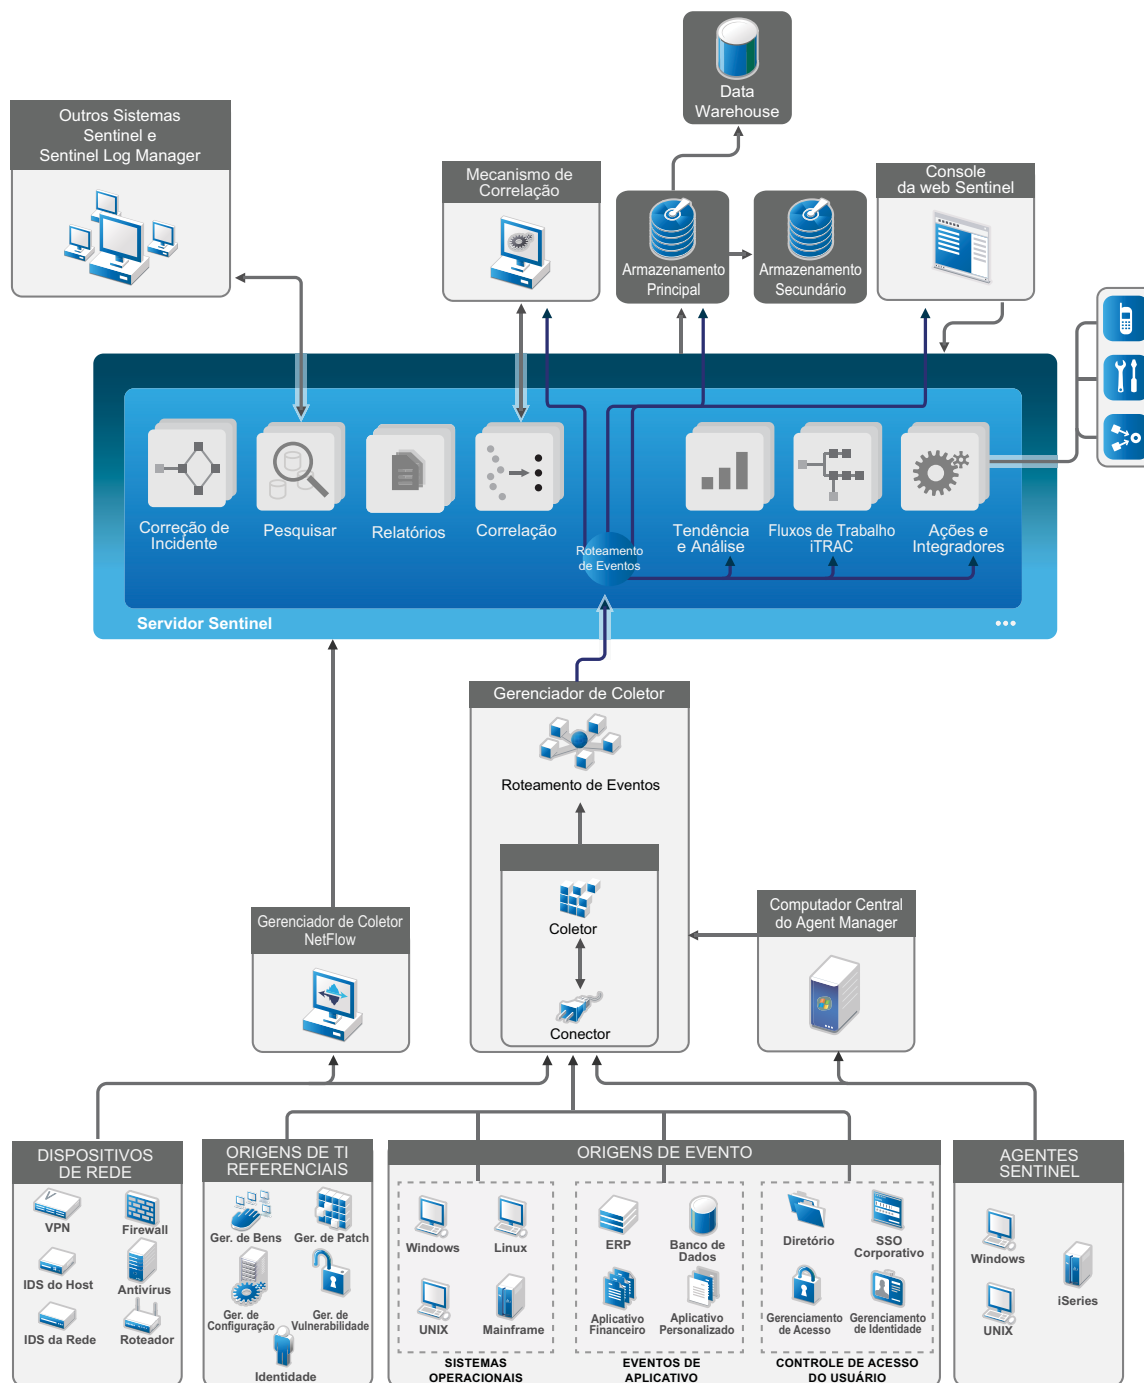 Data
Warehouse
Outros Sistemas
Sentinel e
Sentinel Log Manager
Mecanismo de
Correlação
Armazenamento
Principal
Armazenamento
Secundário
Console
da web Sentinel
Correção de
Incidente
Pesquisar
Relatórios
Correlação
Roteamento
de Eventos
Tendência
e Análise
Fluxos de Trabalho
iTRAC
Ações e
Integradores
Servidor Sentinel
Gerenciador de Coletor
Roteamento de Eventos
Coletor
Conector
Gerenciador de Coletor
NetFlow
Computador Central
do Agent Manager
DISPOSITIVOS
DE REDE
VPN
Firewall
IDS do Host
Antivírus
IDS da Rede
Roteador
ORIGENS DE TI
REFERENCIAIS
Ger. de Bens
Ger. de Patch
Ger. de
Configuração
Ger. de
Vulnerabilidade
Identidade
ORIGENS DE EVENTO
Windows
Linux
UNIX
Mainframe
SISTEMAS
OPERACIONAIS
ERP
Banco de
Dados
Aplicativo
Financeiro
Aplicativo
Personalizado
EVENTOS DE
APLICATIVO
Diretório
SSO
Corporativo
Gerenciamento
de Acesso
Gerenciamento
de Identidade
CONTROLE DE ACESSO
DO USUÁRIO
AGENTES
SENTINEL
Windows
iSeries
UNIX